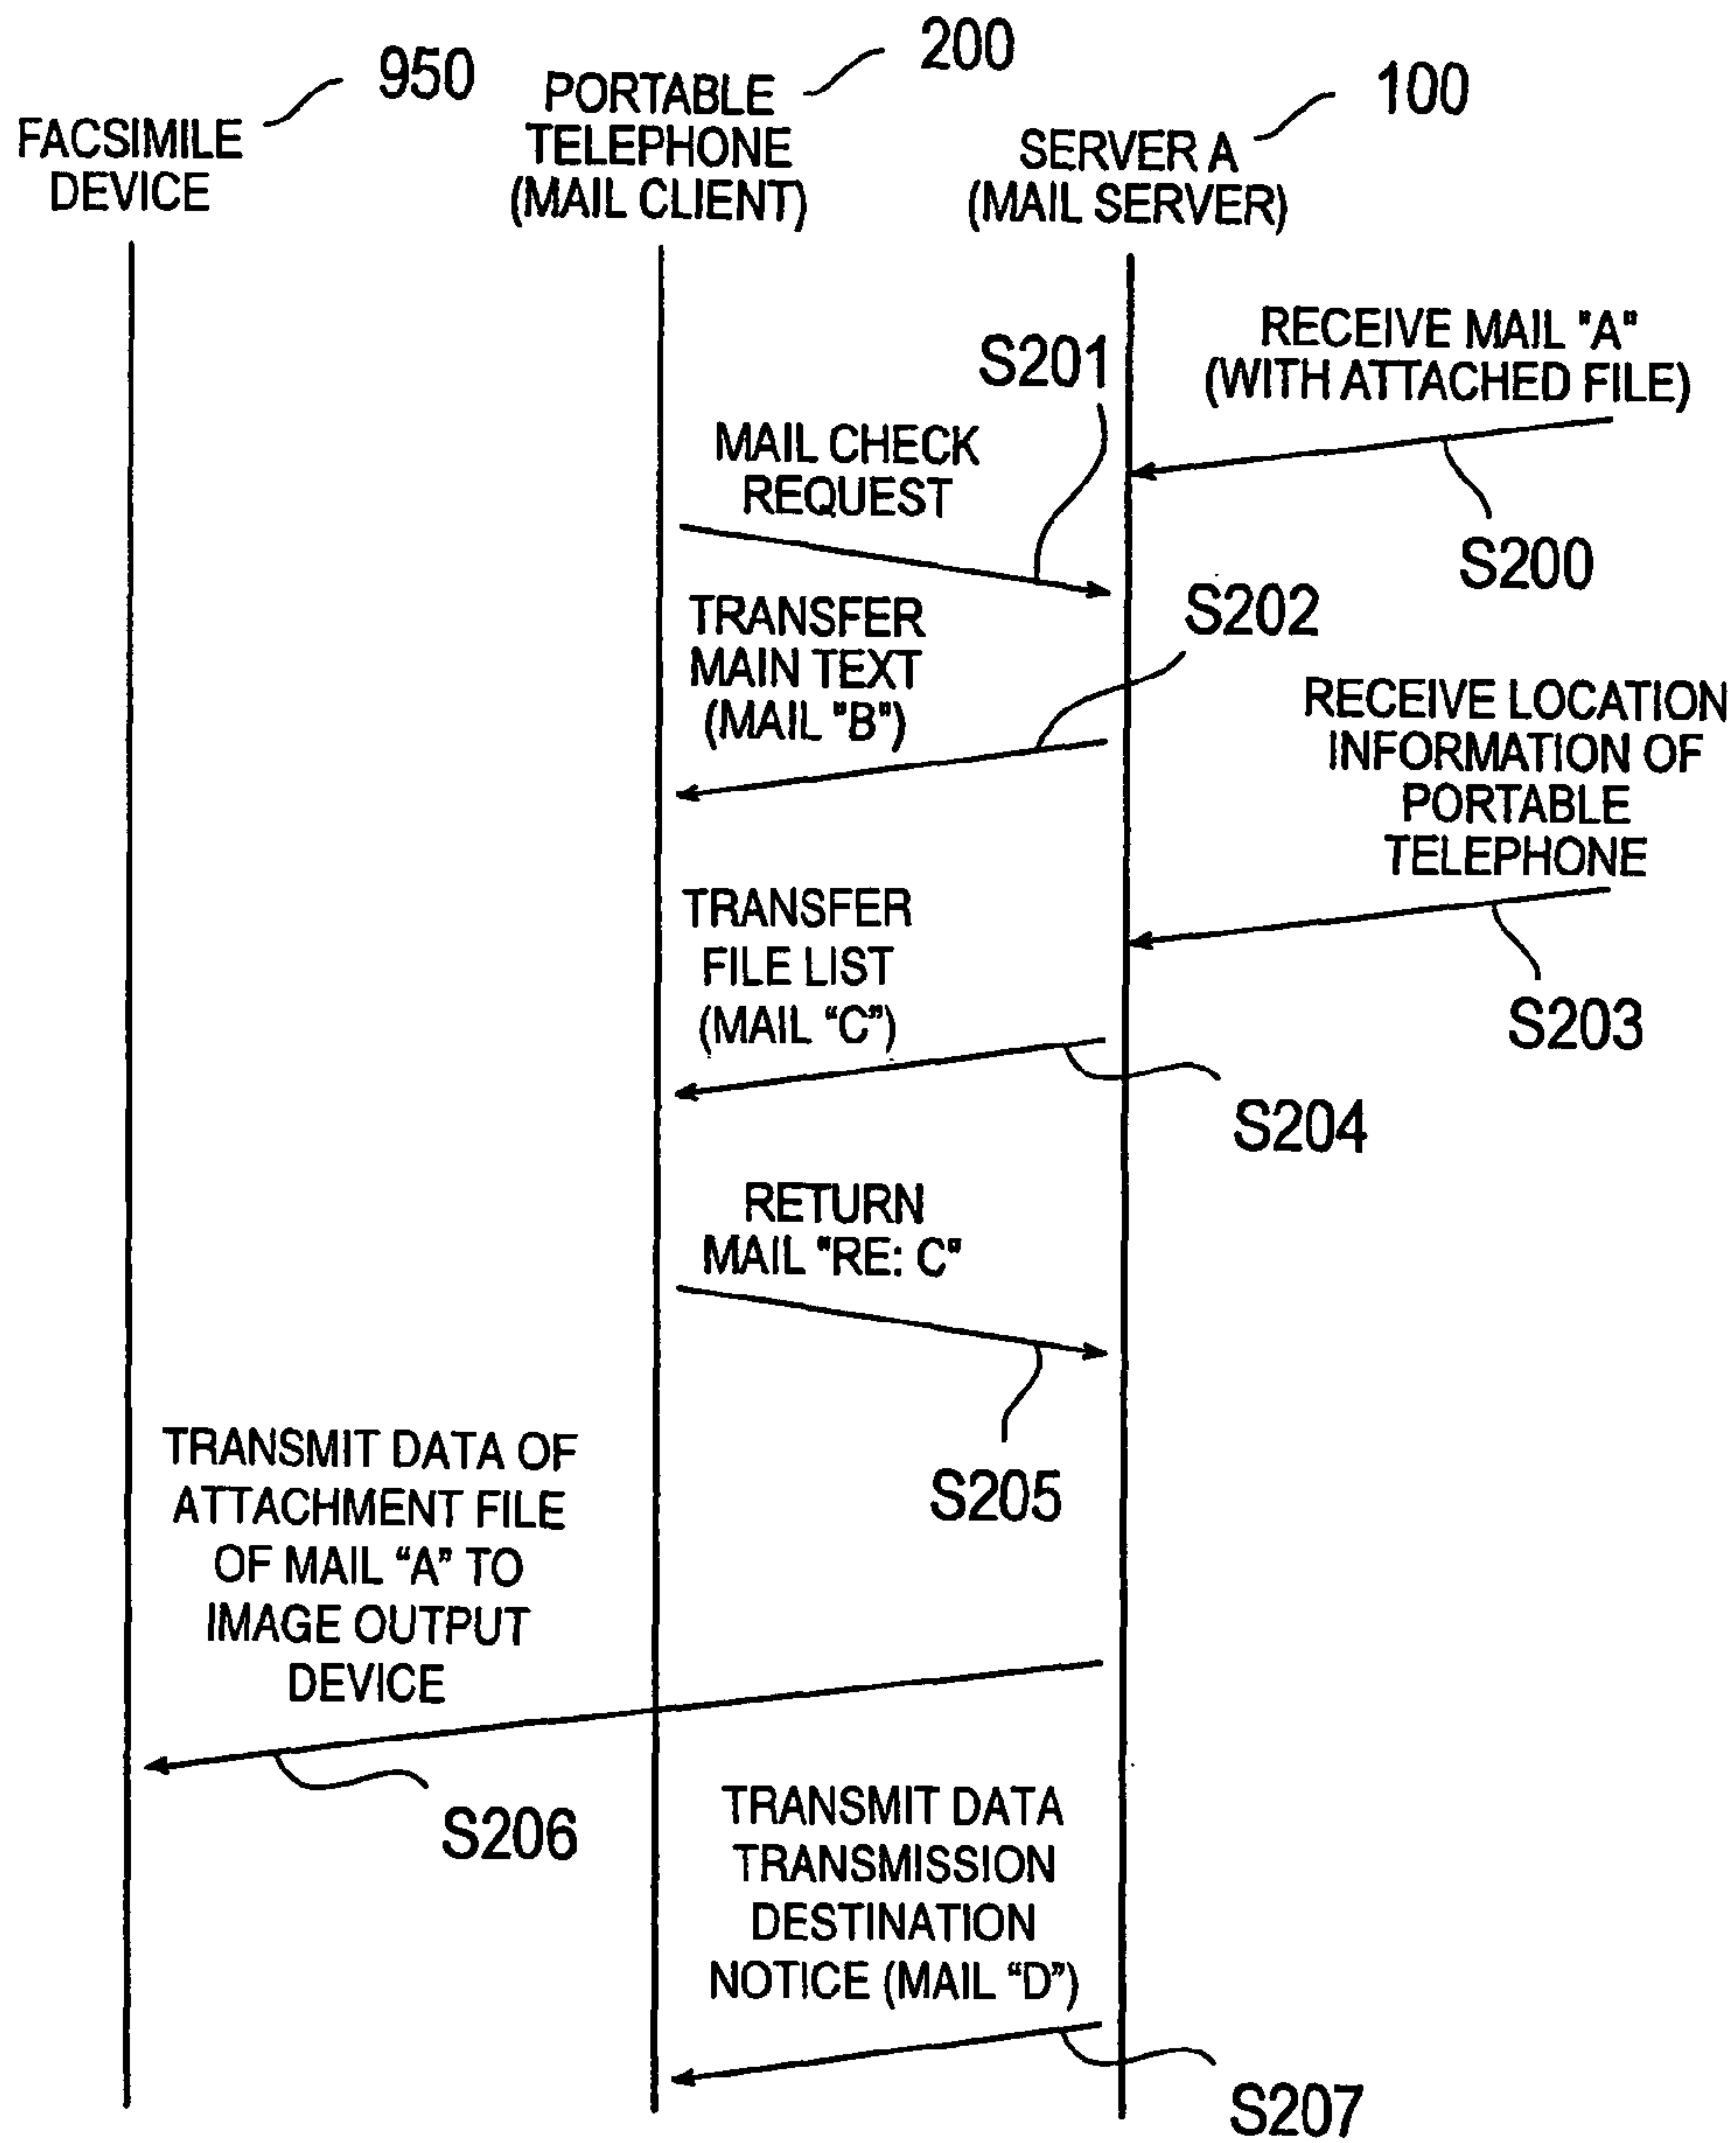 950
FACSIMILE
DEVICE
200
PORTABLE
TELEPHONE
(MAIL CLIENT)
100
SERVER A
(MAIL SERVER)
RECEIVE MAIL "A"
(WITH ATTACHED FILE)
S200
S201
MAIL CHECK
REQUEST
S202
TRANSFER
MAIN TEXT
(MAIL "B")
RECEIVE LOCATION
INFORMATION OF
PORTABLE
TELEPHONE
S203
TRANSFER
FILE LIST
(MAIL “C”)
S204
RETURN
MAIL "RE: C"
S205
TRANSMIT DATA OF
ATTACHMENT FILE
OF MAIL “A” TO
IMAGE OUTPUT
DEVICE
S206
TRANSMIT DATA
TRANSMISSION
DESTINATION
NOTICE (MAIL “D”)
S207